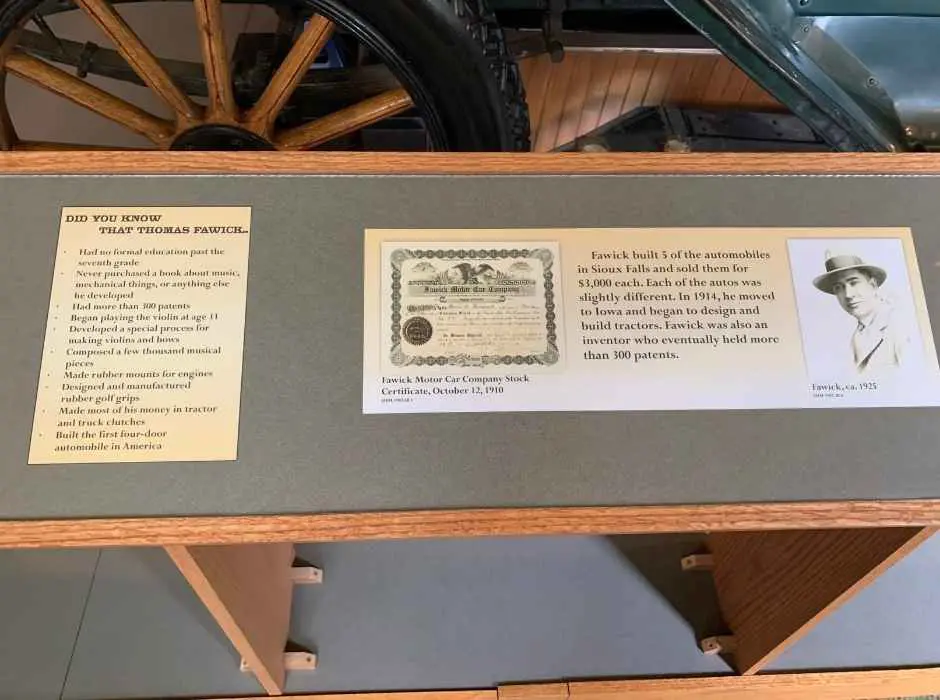 DID YOU KNOW
THAT THOMAS FAWICK...
· Had no formal education past the
seventh grade
· Never purchased a book about music,
mechanical things, or anything else
he developed
· Had more than 300 patents
· Began playing the violin at age 11
· Developed a special process for
making violins and bows
· Composed a few thousand musical
pieces
· Made rubber mounts for engines
· Designed and manufactured
rubber golf grips
· Made most of his money in tractor
and truck clutches
· Built the first four-door
automobile in America
Fawick Motor Car Company
Fawick Motor Car Company Stock
Certificate, October 12, 1910
Fawick built 5 of the automobiles
in Sioux Falls and sold them for
$3,000 each. Each of the autos was
slightly different. In 1914, he moved
to Iowa and began to design and
build tractors. Fawick was also an
inventor who eventually held more
than 300 patents.
Fawick, ca. 1925